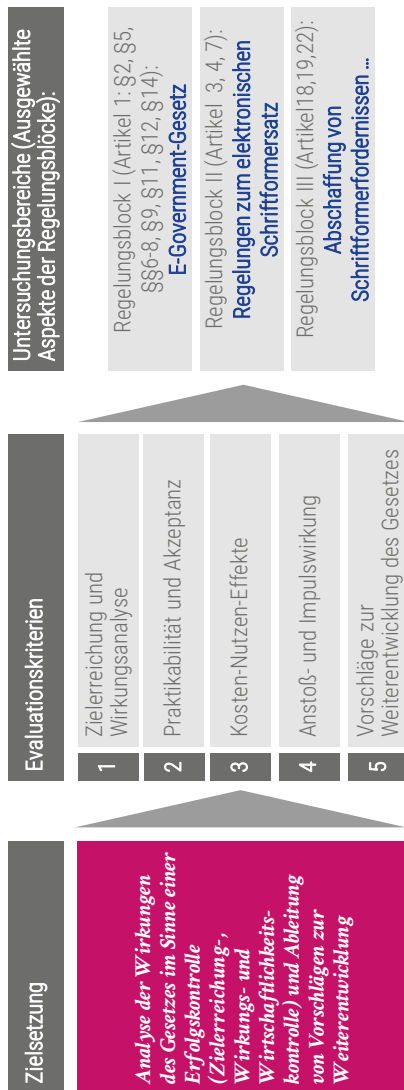 Zielsetzung
Analyse der Wirkungen
des Gesetzes im Sinne einer
Erfolgskontrolle
(Zielerreichung-,
Wirkungs- und
Wirtschaftlichkeits-
kontrolle) und Ableitung
von Vorschlägen zur
Weiterentwicklung
Evaluationskriterien
1
Zielerreichung und
Wirkungsanalyse
2
Praktikabilität und Akzeptanz
3
Kosten-Nutzen-Effekte
4
Anstoß- und Impulswirkung
5
Vorschläge zur
Weiterentwicklung des Gesetzes
Untersuchungsbereiche (Ausgewählte
Aspekte der Regelungsblöcke):
Regelungsblock I (Artikel 1: §2, §5,
§§6-8, §9, §11, §12, §14):
E-Government-Gesetz
Regelungsblock II (Artikel 3, 4, 7):
Regelungen zum elektronischen
Schriftformersatz
Regelungsblock III (Artikel18,19,22):
Abschaffung von
Schriftformerfordernissen ...